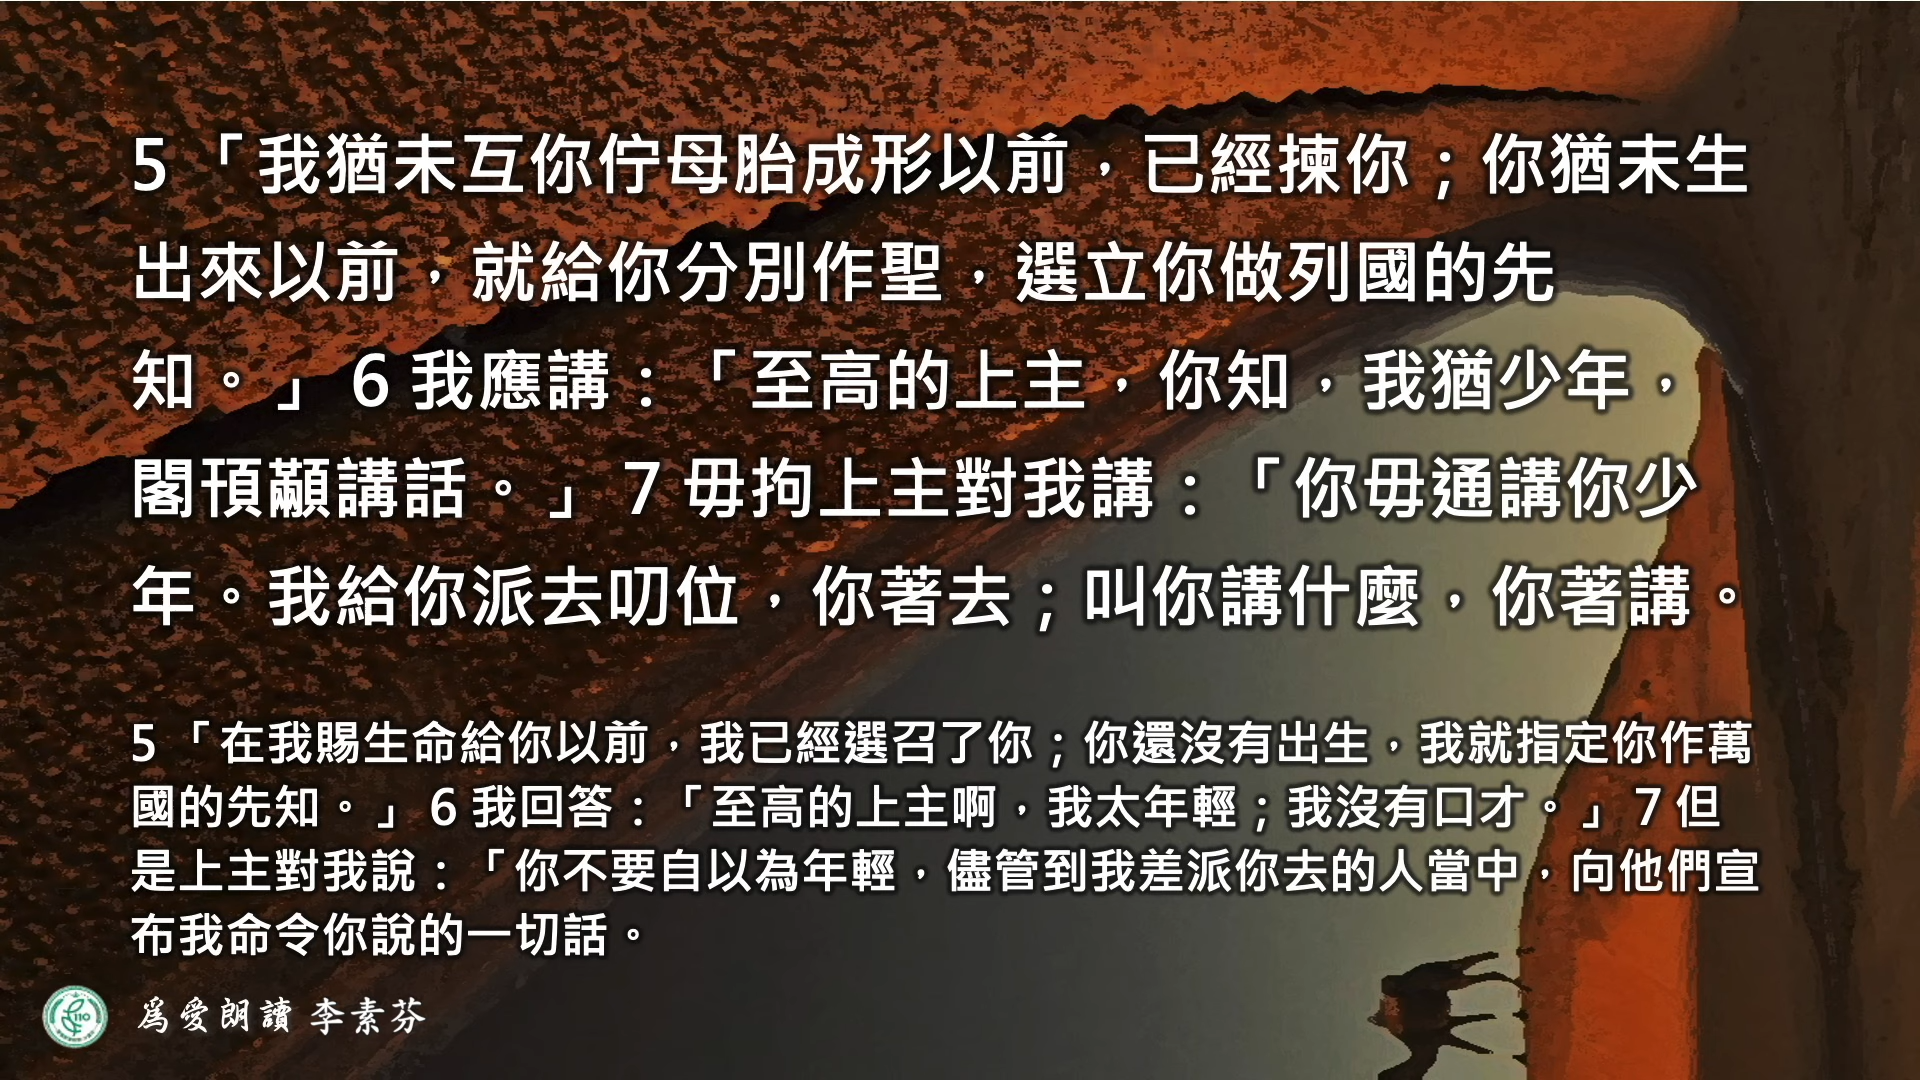 5 「我猶未互你佇母胎成形以前，已經揀你；你猶未生
出來以前，就給你分別作聖，選立你做列國的先
知。」 6 我應講：「至高的上主，你知，我猶少年，
閣𣍐𠢕講話。」 7 毋拘上主對我講：「你毋通講你少
年。我給你派去叨位，你著去；叫你講什麼，你著講。
5 「在我賜生命給你以前，我已經選召了你；你還沒有出生，我就指定你作萬
國的先知。」 6 我回答：「至高的上主啊，我太年輕；我沒有口才。」 7 但
是上主對我說：「你不要自以為年輕，儘管到我差派你去的人當中，向他們宣
布我命令你說的一切話。
為愛朗讀 李素芬
110